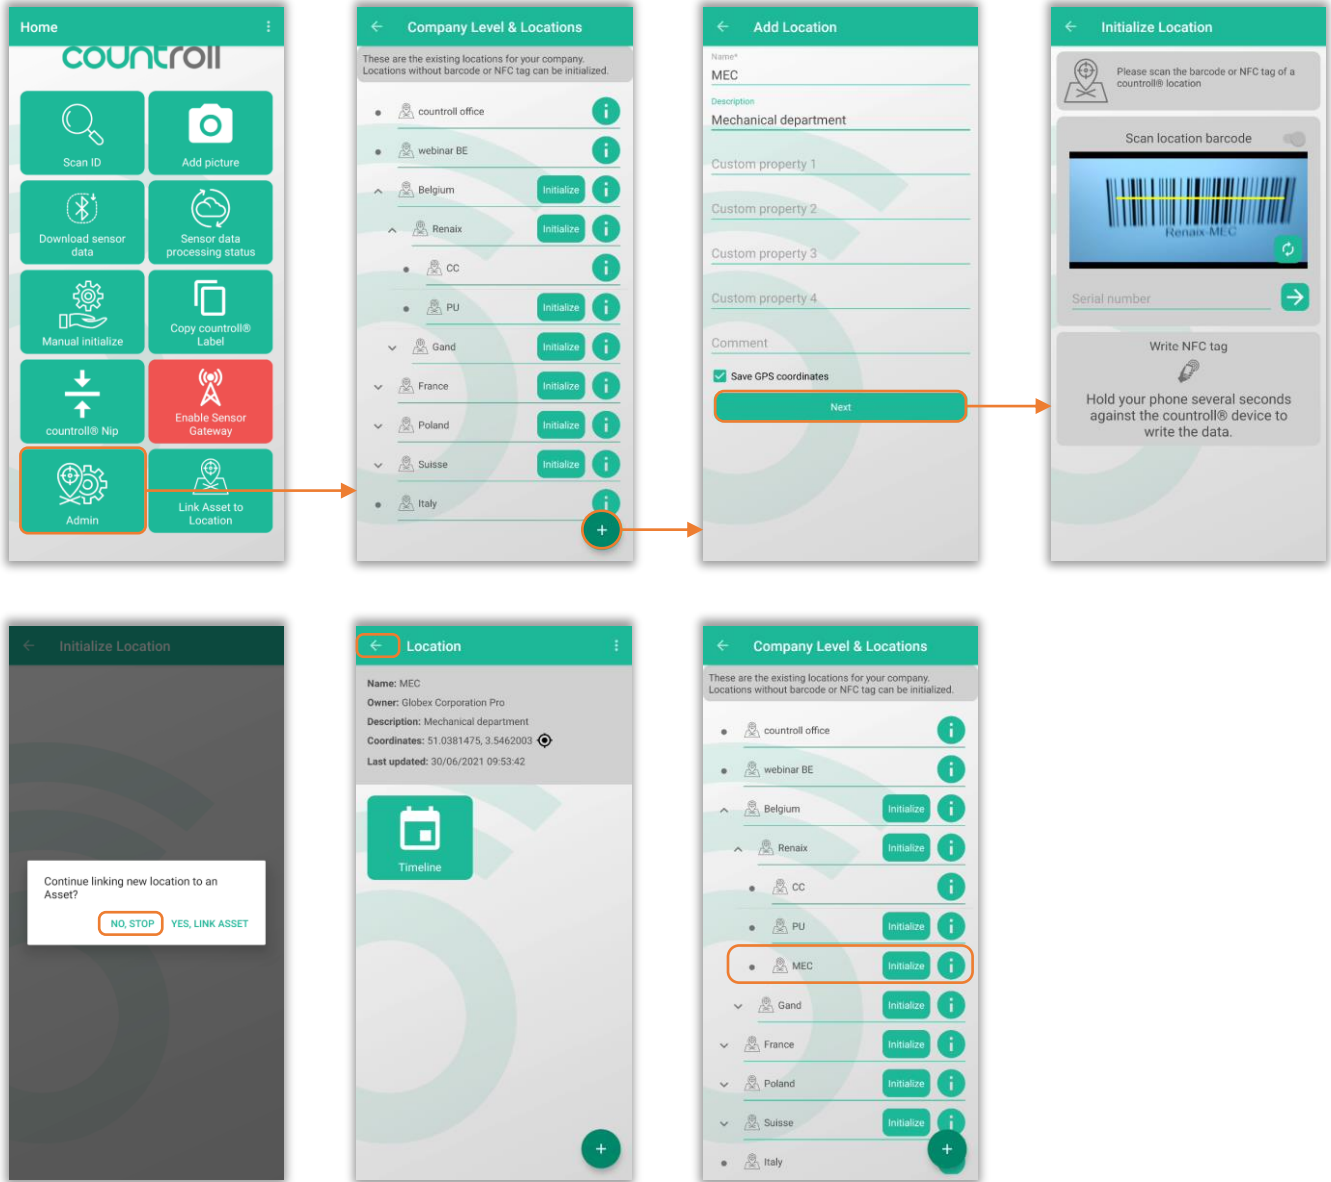 Home
countroll
Scan ID
Add picture
Download sensor
data
Sensor data
processing status
Manual initialize
Copy countroll®
Label
countroll® Nip
Enable Sensor
Gateway
Admin
Link Asset to
Location
Company Level & Locations
These are the existing locations for your company.
Locations without barcode or NFC tag can be initialized.
countroll office
webinar BE
Belgium
Initialize
Renaix
Initialize
CC
PU
Initialize
Gand
Initialize
France
Initialize
Poland
Initialize
Suisse
Initialize
Italy
Add Location
Name*
MEC
Description
Mechanical department
Custom property 1
Custom property 2
Custom property 3
Custom property 4
Comment
Save GPS coordinates
Next
Initialize Location
Please scan the barcode or NFC tag of a
countroll® location
Scan location barcode
Renaix-MEC
Serial number
Write NFC tag
Hold your phone several seconds
against the countroll® device to
write the data.
Initialize Location
Continue linking new location to an
Asset?
NO, STOP YES, LINK ASSET
Location
Name: MEC
Owner: Globex Corporation Pro
Description: Mechanical department
Coordinates: 51.0381475, 3.5462003
Last updated: 30/06/2021 09:53:42
Timeline
Company Level & Locations
These are the existing locations for your company.
Locations without barcode or NFC tag can be initialized.
countroll office
webinar BE
Belgium
Initialize
Renaix
Initialize
CC
PU
Initialize
MEC
Initialize
Gand
Initialize
France
Initialize
Poland
Initialize
Suisse
Initialize
Italy